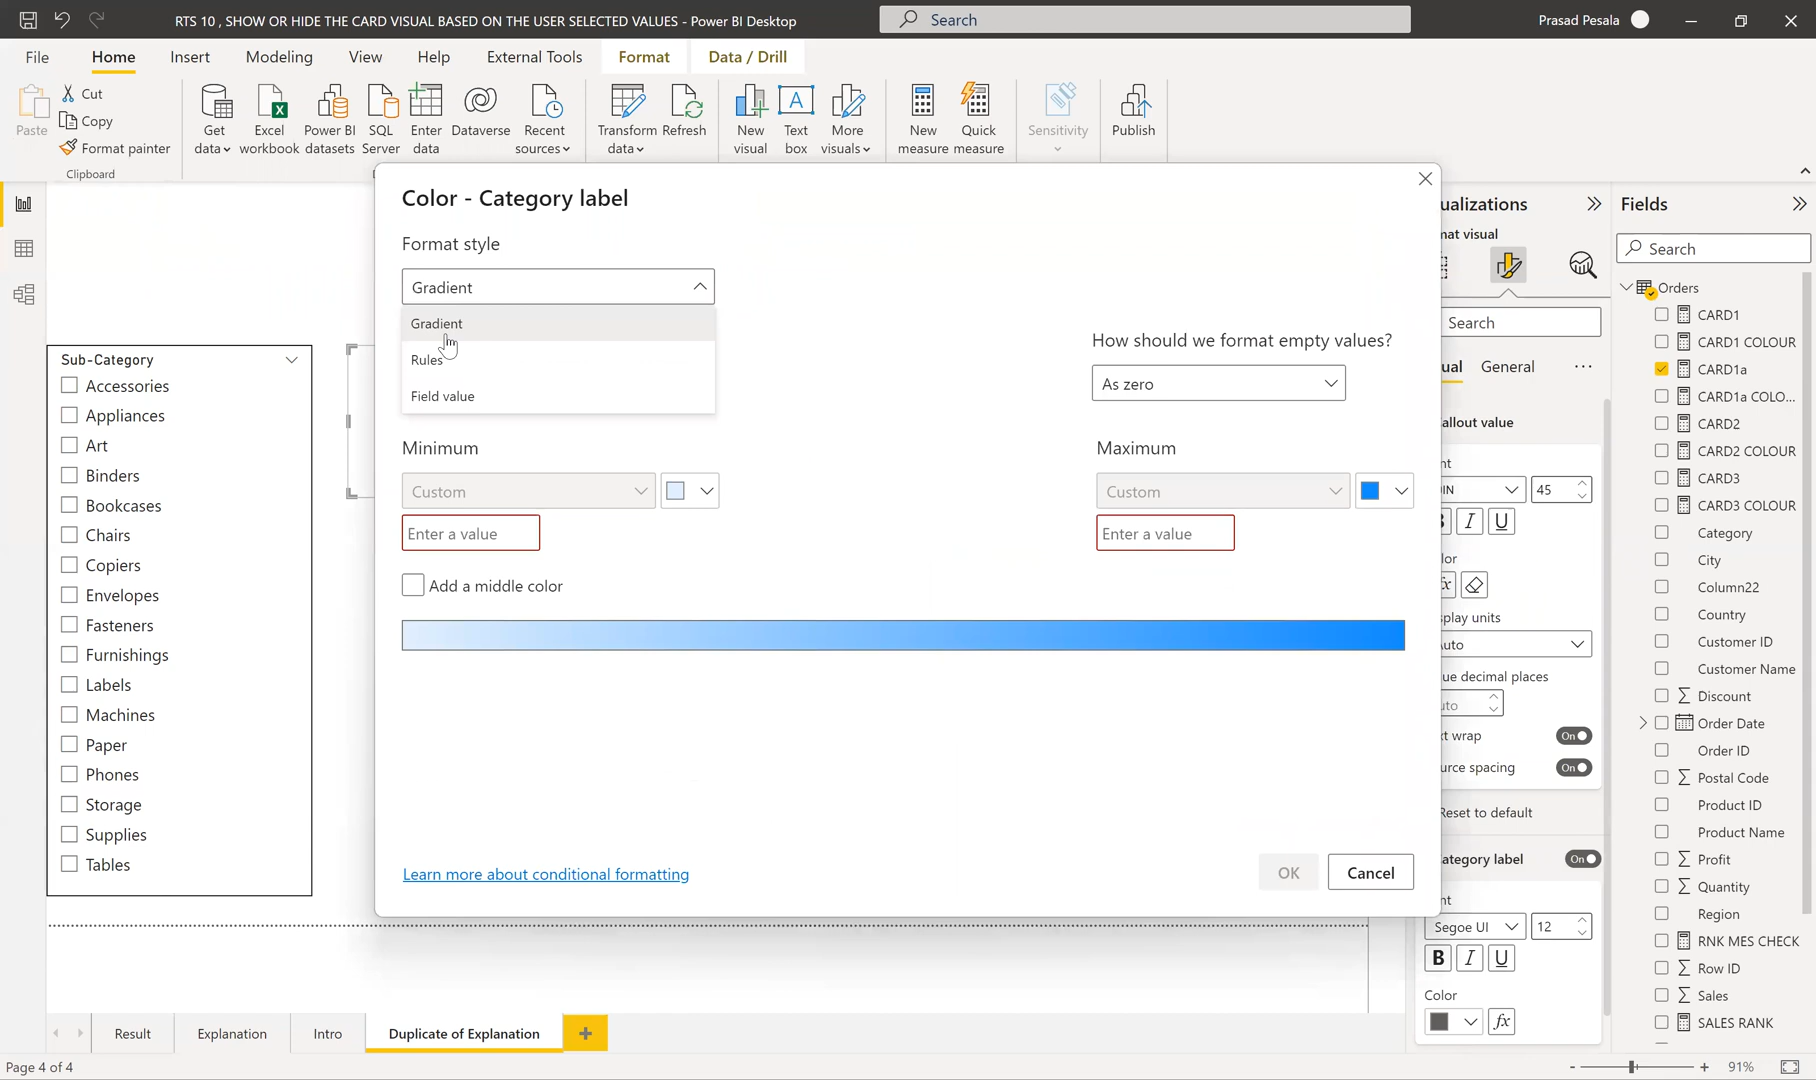 RTS 10 , SHOW OR HIDE THE CARD VISUAL BASED ON THE USER SELECTED VALUES - Power BI Desktop
Search
Prasad Pesala
File
Home
Insert
Modeling
View
Help
External Tools
Format
Data / Drill
Paste
Cut
Copy
Format painter
Clipboard
Get data
Excel workbook
Power BI datasets
SQL Server
Enter data
Dataverse
Recent sources
Transform data
Refresh
New visual
A
Text box
More visuals
New measure
Quick measure
Sensitivity
Publish
Sub-Category
Accessories
Appliances
Art
Binders
Bookcases
Chairs
Copiers
Envelopes
Fasteners
Furnishings
Labels
Machines
Paper
Phones
Storage
Supplies
Tables
Color - Category label
Format style
Gradient
Gradient
Rules
Field value
How should we format empty values?
As zero
Minimum
Custom
Enter a value
Maximum
Custom
Enter a value
Add a middle color
Learn more about conditional formatting
OK
Cancel
ualizations
mat visual
Search
ual
General
allout value
nt
IN
45
I
U
lor
splay units
uto
ue decimal places
uto
xt wrap
On
urce spacing
On
Reset to default
ategory label
On
nt
Segoe UI
12
B
I
U
Color
fx
Fields
Search
Orders
CARD1
CARD1 COLOUR
CARD1a
CARD1a COLO...
CARD2
CARD2 COLOUR
CARD3
CARD3 COLOUR
Category
City
Column22
Country
Customer ID
Customer Name
Discount
Order Date
Order ID
Postal Code
Product ID
Product Name
Profit
Quantity
Region
RNK MES CHECK
Row ID
Sales
SALES RANK
Result
Explanation
Intro
Duplicate of Explanation
+
Page 4 of 4
- +
91%